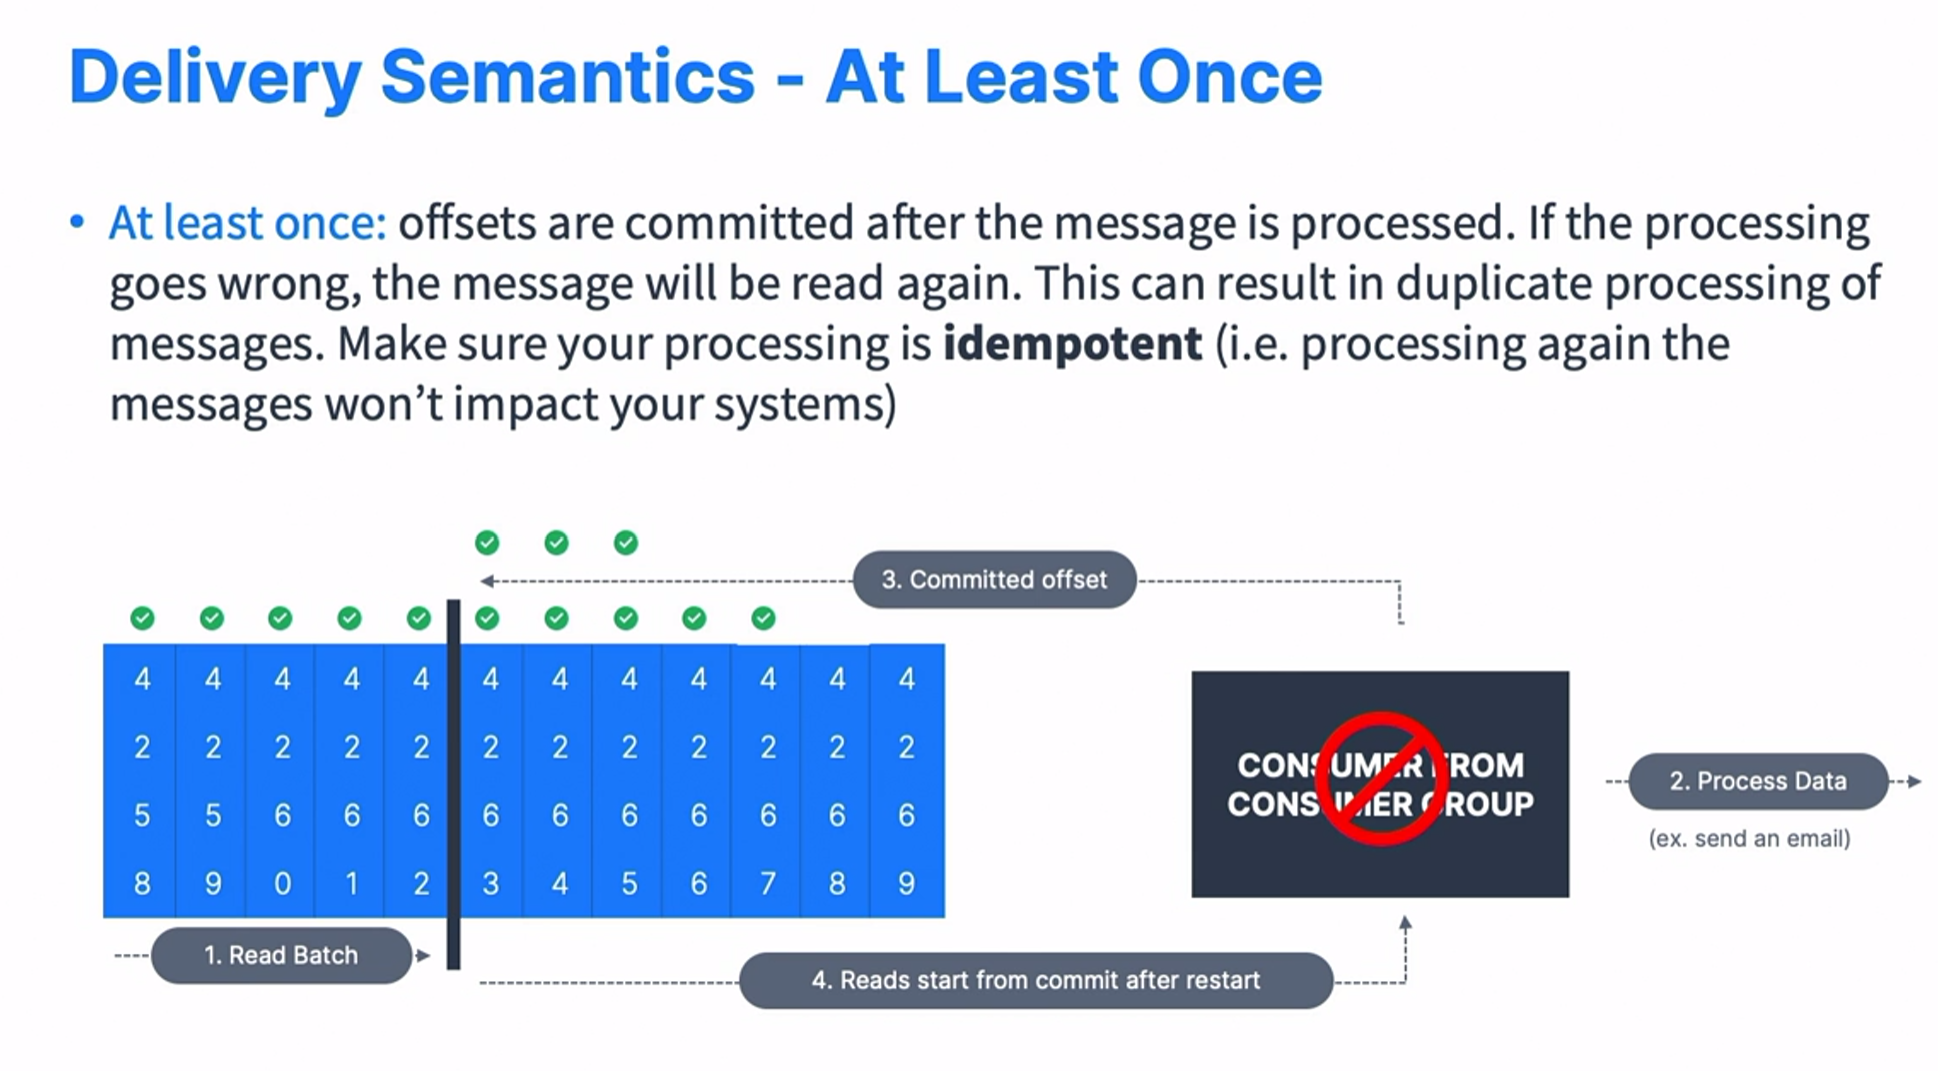 Delivery Semantics - At Least Once
• At least once: offsets are committed after the message is processed. If the processing
goes wrong, the message will be read again. This can result in duplicate processing of
messages. Make sure your processing is idempotent (i.e. processing again the
messages won’t impact your systems)
3. Committed offset
4 4 4 4 4 4 4 4 4 4 4 4
2 2 2 2 2 2 2 2 2 2 2 2
5 5 6 6 6 6 6 6 6 6 6 6
8 9 0 1 2 3 4 5 6 7 8 9
CONSUMER FROM
CONSUMER GROUP
2. Process Data
(ex. send an email)
1. Read Batch
4. Reads start from commit after restart